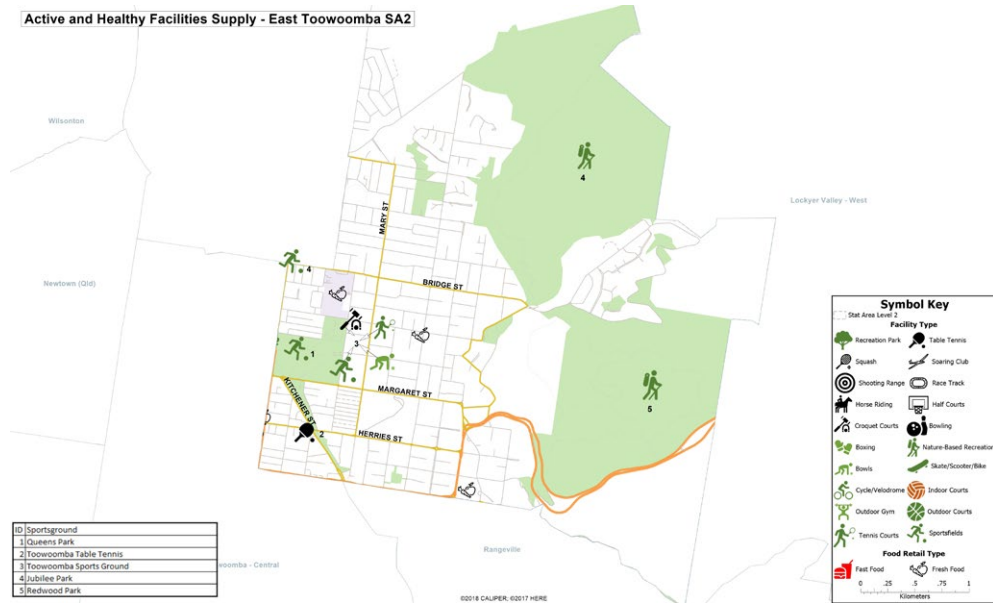 Active and Healthy Facilities Supply - East Toowoomba SA2
Wilsonton
4
Lockyer Valley - West
MARY ST
4
Newtown (Qld)
BRIDGE ST
3
1
MARGARET ST
5
KITCHENER ST
2
HERRIES ST
Rangeville
woomba - Central
©2018 CALIPER; ©2017 HERE
ID Sportsground
1 Queens Park
2 Toowoomba Table Tennis
3 Toowoomba Sports Ground
4 Jubilee Park
5 Redwood Park
Symbol Key
Stat Area Level 2
Facility Type
Recreation Park Table Tennis
Squash Soaring Club
Shooting Range Race Track
Horse Riding Half Courts
Croquet Courts Bowling
Boxing Nature-Based Recreation
Bowls Skate/Scooter/Bike
Cycle/Velodrome Indoor Courts
Outdoor Gym Outdoor Courts
Tennis Courts Sportsfields
Food Retail Type
Fast Food Fresh Food
0 .25 .5 .75 1
Kilometers